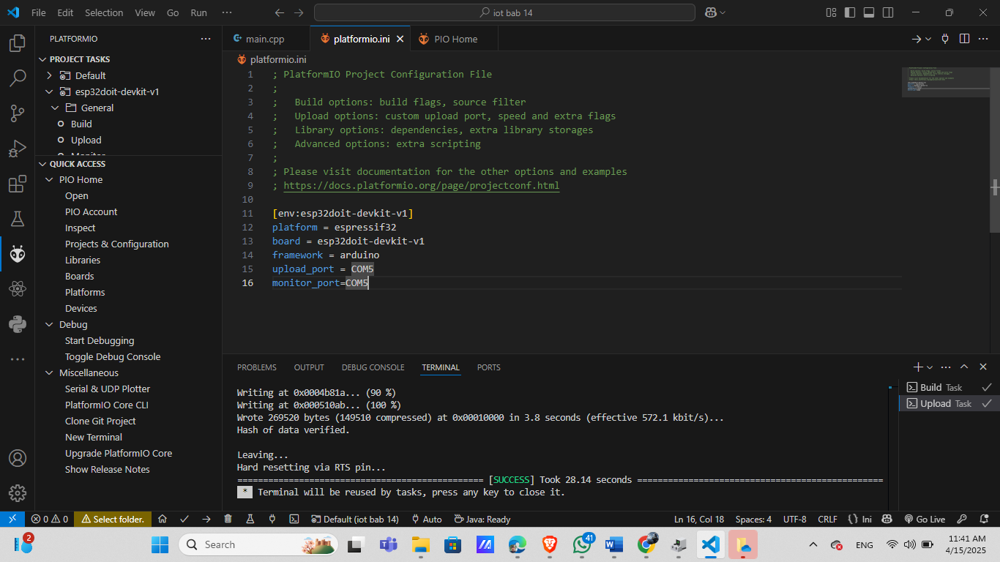 File Edit Selection View Go Run ··· iot bab 14
PLATFORMIO
PROJECT TASKS
Default
esp32doit-devkit-v1
General
Build
Upload
Monitor
QUICK ACCESS
PIO Home
Open
PIO Account
Inspect
Projects & Configuration
Libraries
Boards
Platforms
Devices
Debug
Start Debugging
Toggle Debug Console
Miscellaneous
Serial & UDP Plotter
PlatformIO Core CLI
Clone Git Project
New Terminal
Upgrade PlatformIO Core
Show Release Notes
main.cpp platformio.ini PIO Home
platformio.ini
1 ; PlatformIO Project Configuration File
2 ;
3 ;   Build options: build flags, source filter
4 ;   Upload options: custom upload port, speed and extra flags
5 ;   Library options: dependencies, extra library storages
6 ;   Advanced options: extra scripting
7 ;
8 ; Please visit documentation for the other options and examples
9 ; https://docs.platformio.org/page/projectconf.html
10
11 [env:esp32doit-devkit-v1]
12 platform = espressif32
13 board = esp32doit-devkit-v1
14 framework = arduino
15 upload_port = COM5
16 monitor_port=COM5
PROBLEMS OUTPUT DEBUG CONSOLE TERMINAL PORTS
Writing at 0x0004b81a... (90 %)
Writing at 0x000510ab... (100 %)
Wrote 269520 bytes (149510 compressed) at 0x00010000 in 3.8 seconds (effective 572.1 kbit/s)...
Hash of data verified.
Leaving...
Hard resetting via RTS pin...
============================================ [SUCCESS] Took 28.14 seconds ============================================
* Terminal will be reused by tasks, press any key to close it.
Build Task
Upload Task
0 0 Select folder. Default (iot bab 14) Auto Java: Ready Ln 16, Col 18 Spaces: 4 UTF-8 CRLF {} Ini Go Live
2 Search 41 ENG 11:41 AM
4/15/2025